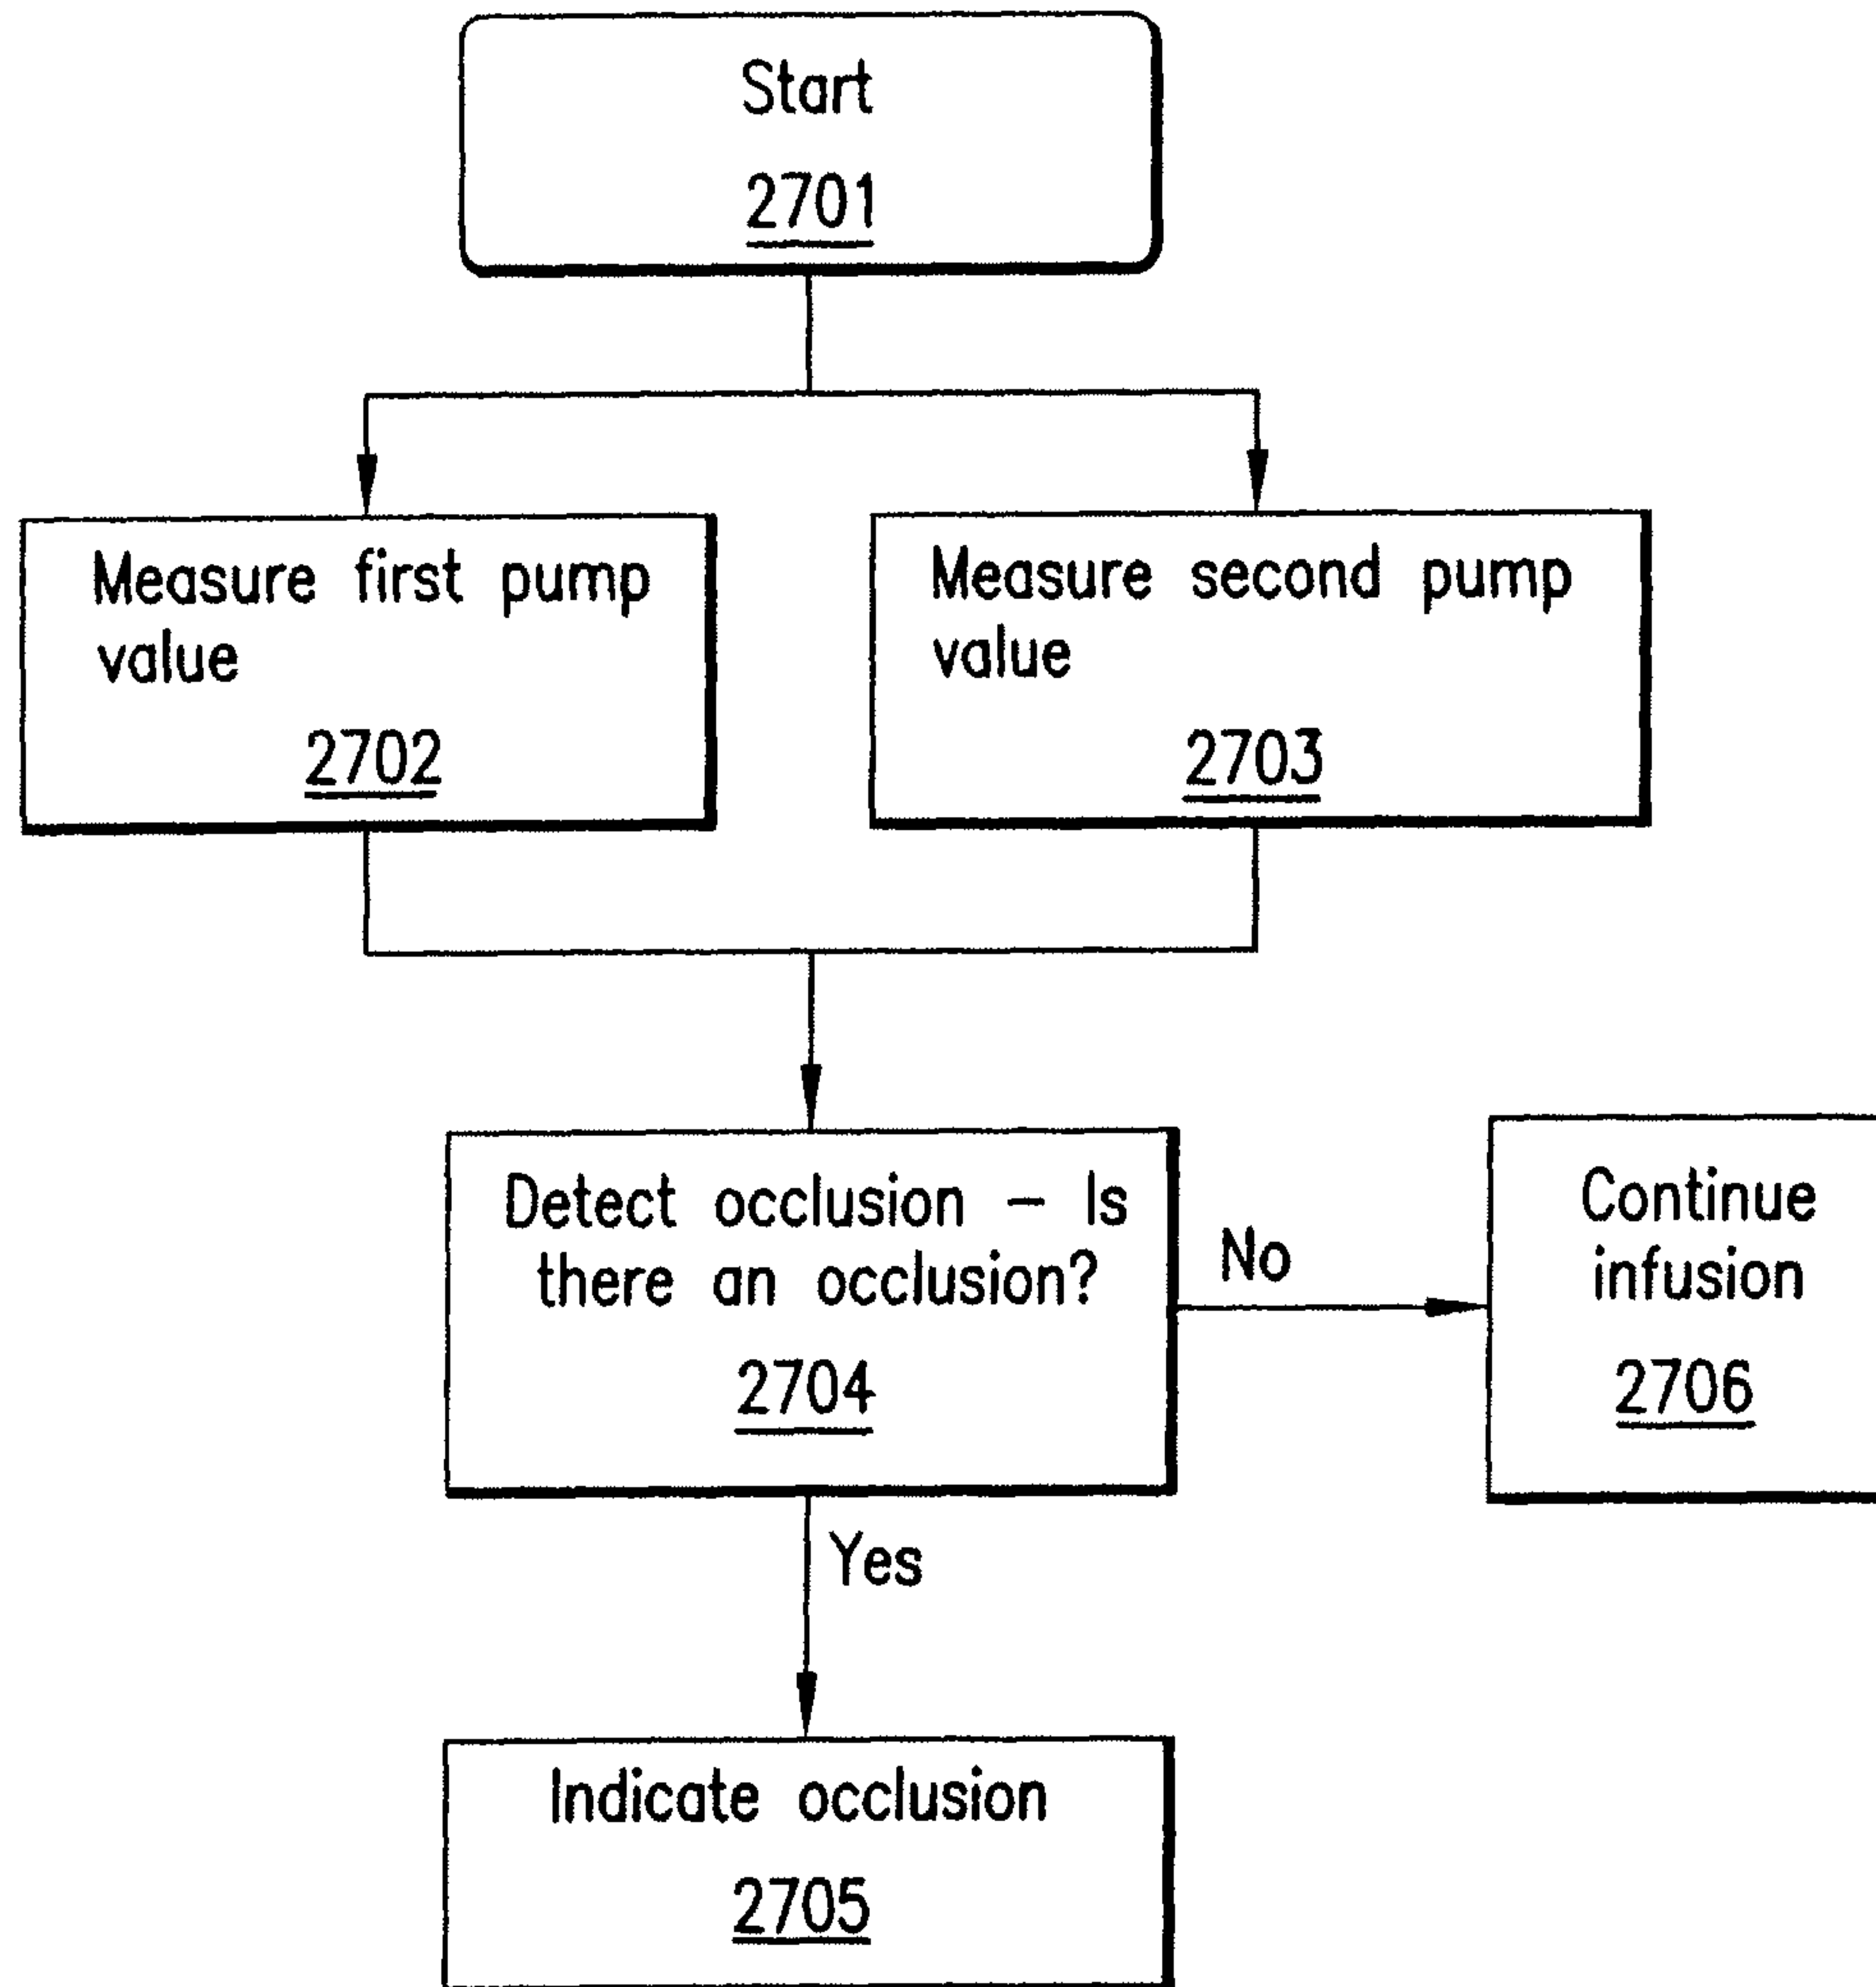 Start
2701
Measure first pump
value
2702
Measure second pump
value
2703
Detect occlusion – Is
there an occlusion?
2704
No
Continue
infusion
2706
Yes
Indicate occlusion
2705